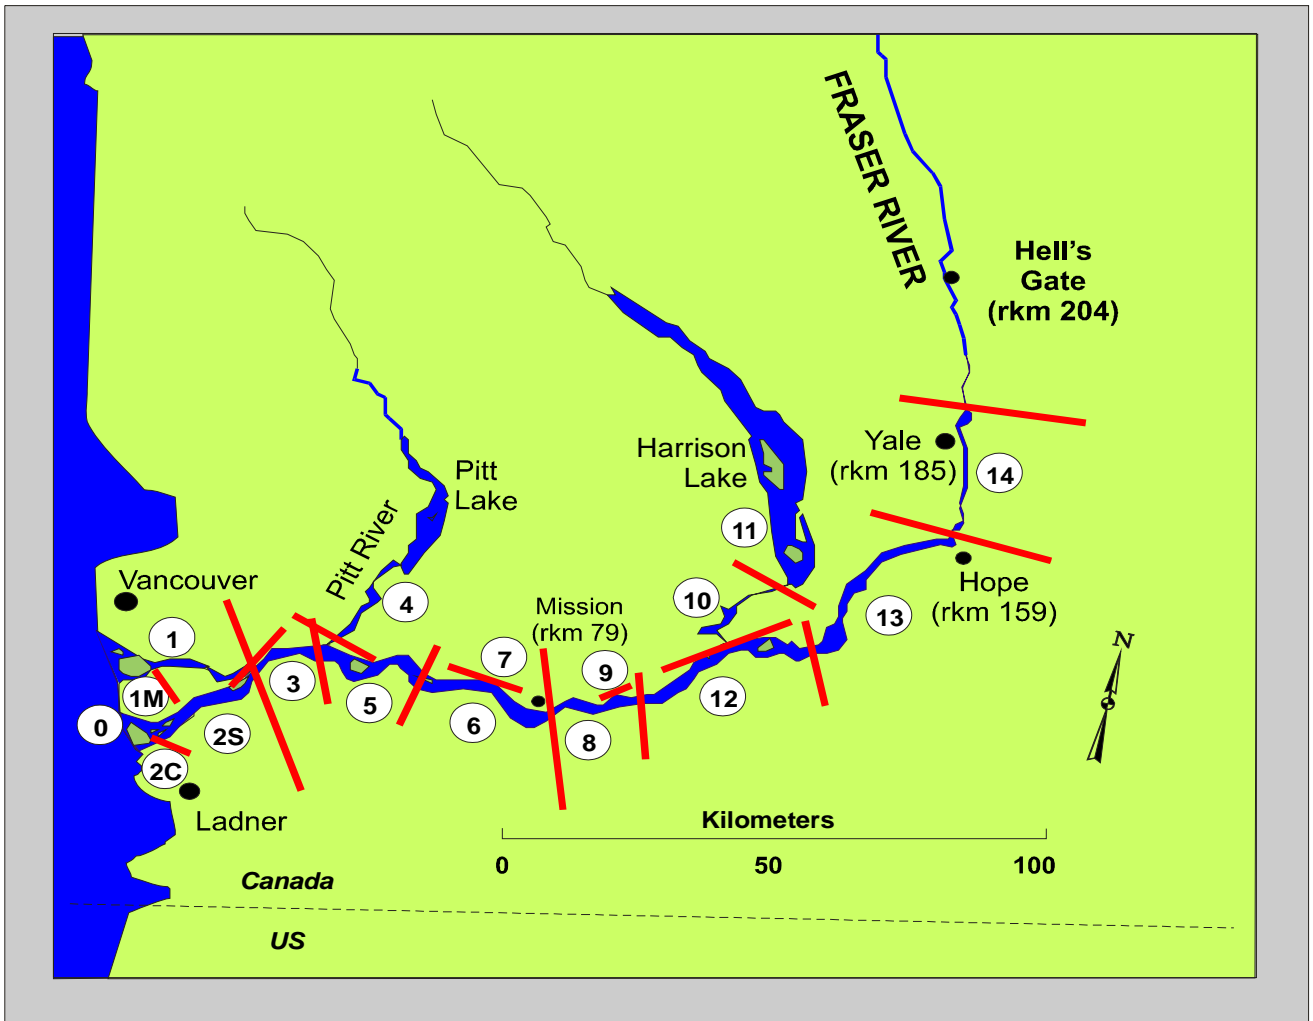 FRASER RIVER
Hell's
Gate
(rkm 204)
Harrison
Lake
Yale
(rkm 185)
14
Pitt
Lake
Pitt River
11
Vancouver
4
10
Mission
(rkm 79)
Hope
(rkm 159)
13
N
1
7
9
3
5
12
1M
0
2S
6
8
2C
Ladner
Kilometers
0
50
100
Canada
US